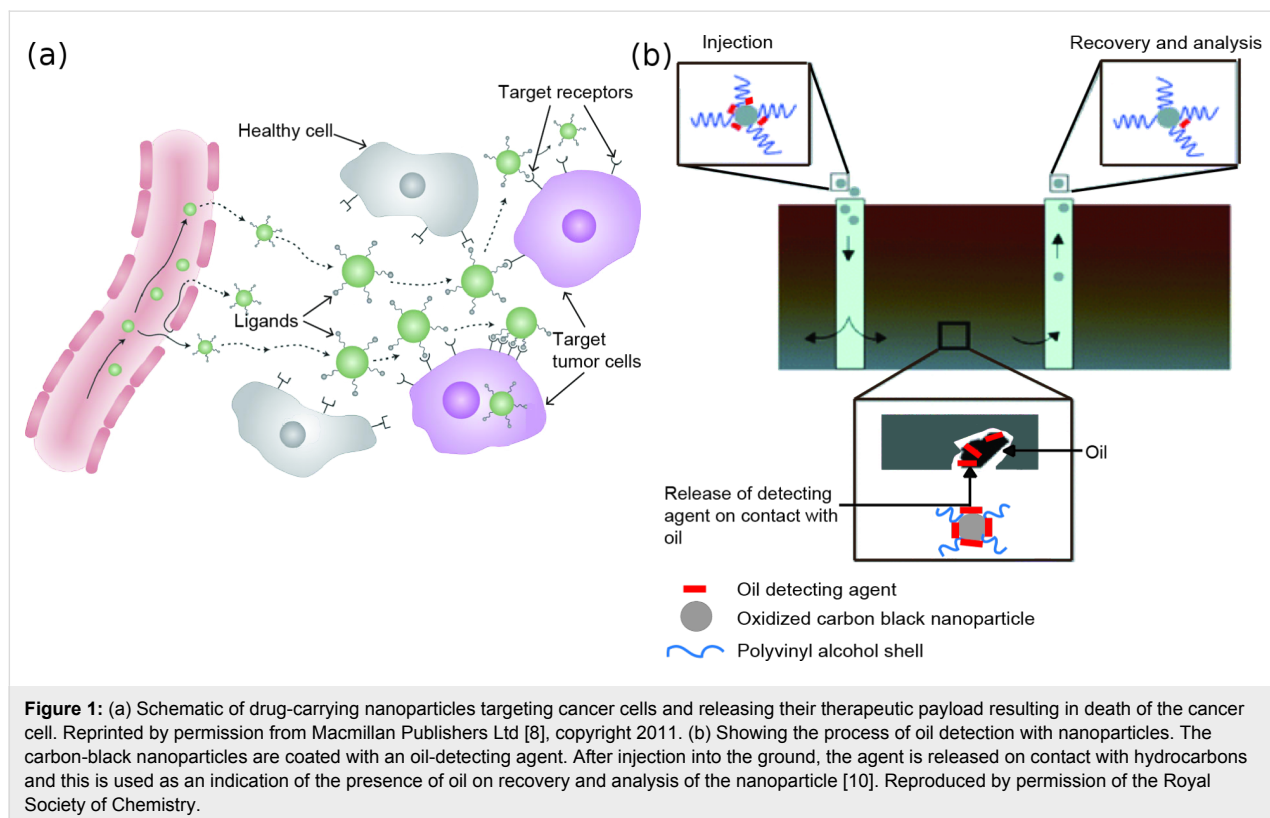 (a)
Healthy cell
Target receptors
Ligands
Target
tumor cells
(b)
Injection
Recovery and analysis
Oil
Release of detecting
agent on contact with
oil
Oil detecting agent
Oxidized carbon black nanoparticle
Polyvinyl alcohol shell
Figure 1: (a) Schematic of drug-carrying nanoparticles targeting cancer cells and releasing their therapeutic payload resulting in death of the cancer
cell. Reprinted by permission from Macmillan Publishers Ltd [8], copyright 2011. (b) Showing the process of oil detection with nanoparticles. The
carbon-black nanoparticles are coated with an oil-detecting agent. After injection into the ground, the agent is released on contact with hydrocarbons
and this is used as an indication of the presence of oil on recovery and analysis of the nanoparticle [10]. Reproduced by permission of the Royal
Society of Chemistry.